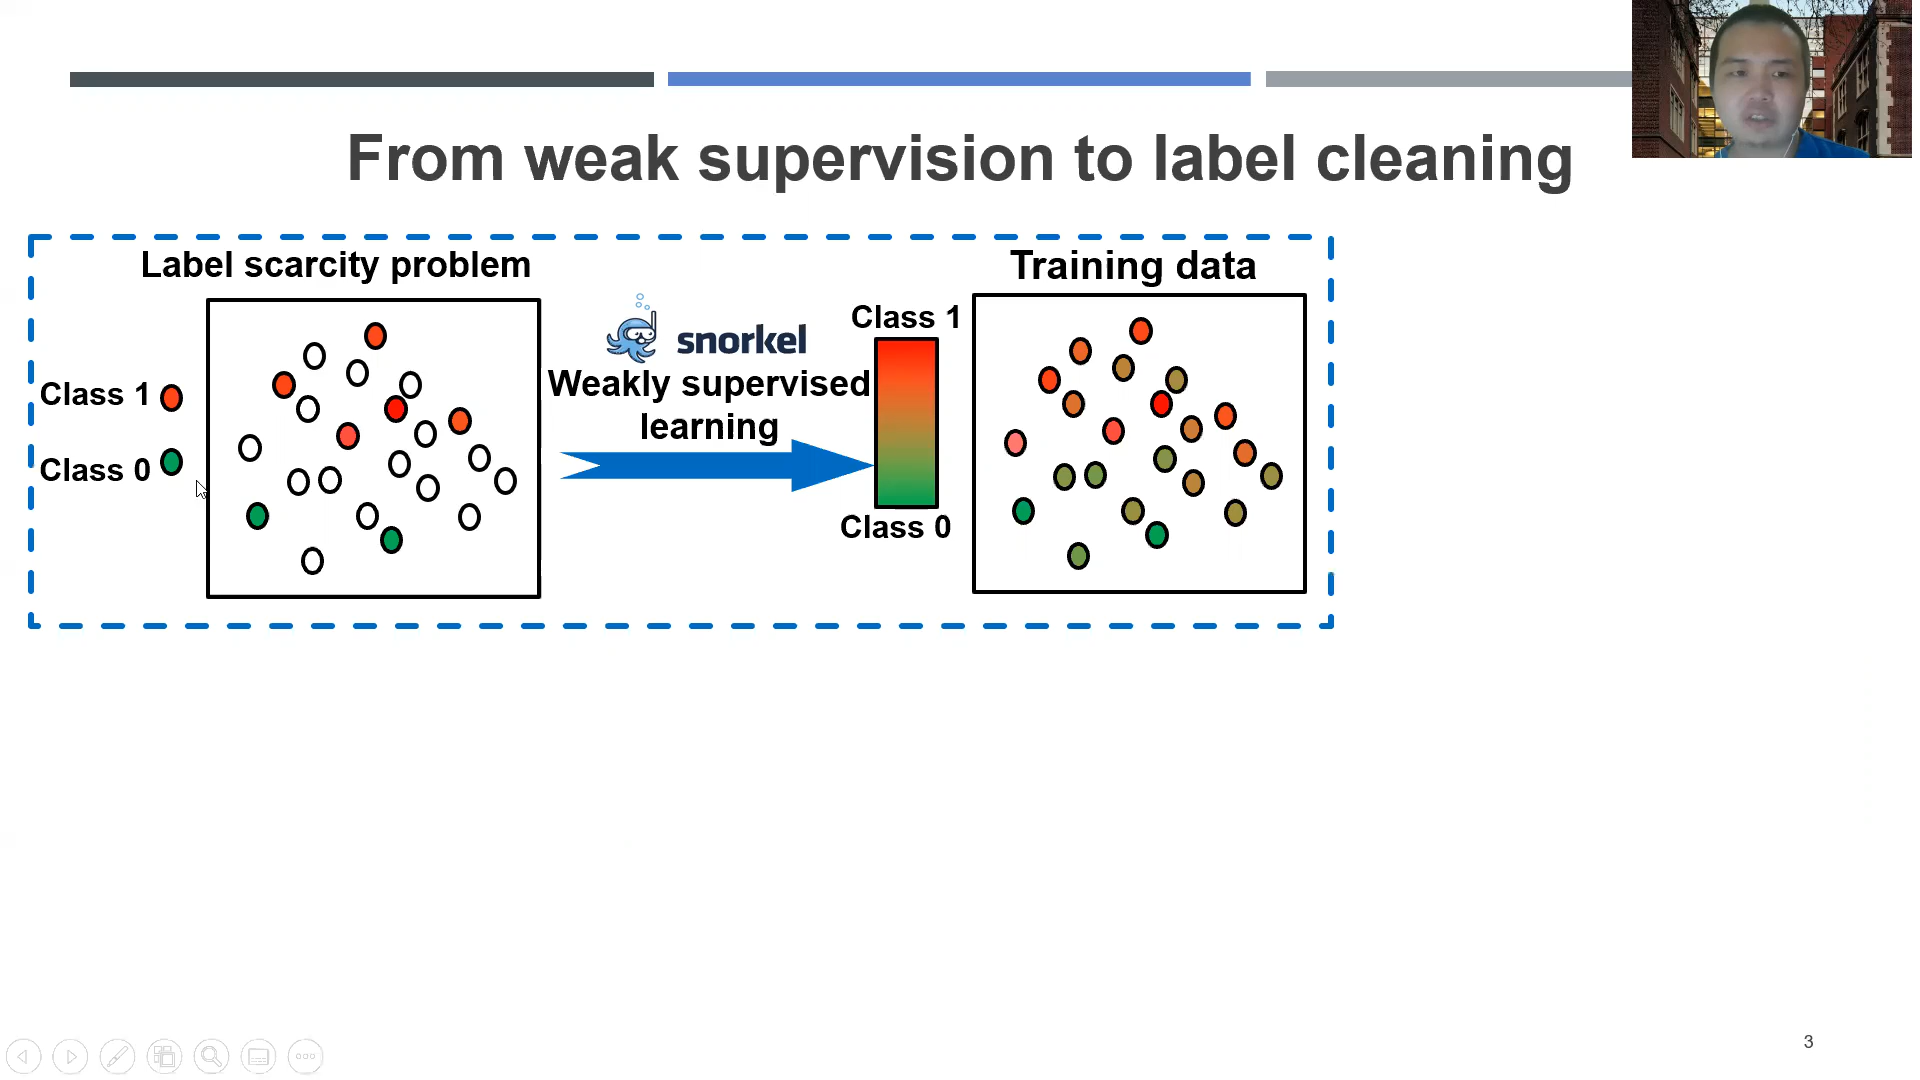 From weak supervision to label cleaning
Label scarcity problem
Training data
Class 1
Class 0
snorkel
Weakly supervised
learning
Class 1
Class 0
3